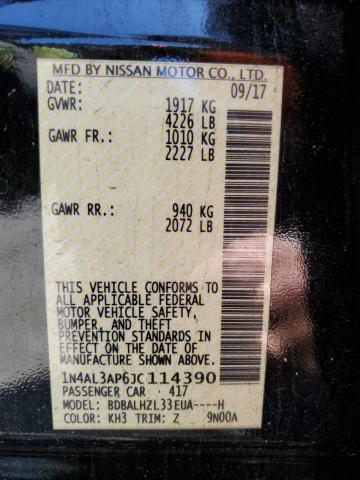 MFD BY NISSAN MOTOR CO., LTD.
DATE: 09/17
GVWR: 1917 KG
4226 LB
GAWR FR.: 1010 KG
2227 LB
GAWR RR.: 940 KG
2072 LB
THIS VEHICLE CONFORMS TO
ALL APPLICABLE FEDERAL
MOTOR VEHICLE SAFETY,
BUMPER, AND THEFT
PREVENTION STANDARDS IN
EFFECT ON THE DATE OF
MANUFACTURE SHOWN ABOVE.
1N4AL3AP6JC114390
PASSENGER CAR 417
MODEL: BDBALHZL33EUA----H
COLOR: KH3 TRIM: Z 9N00A